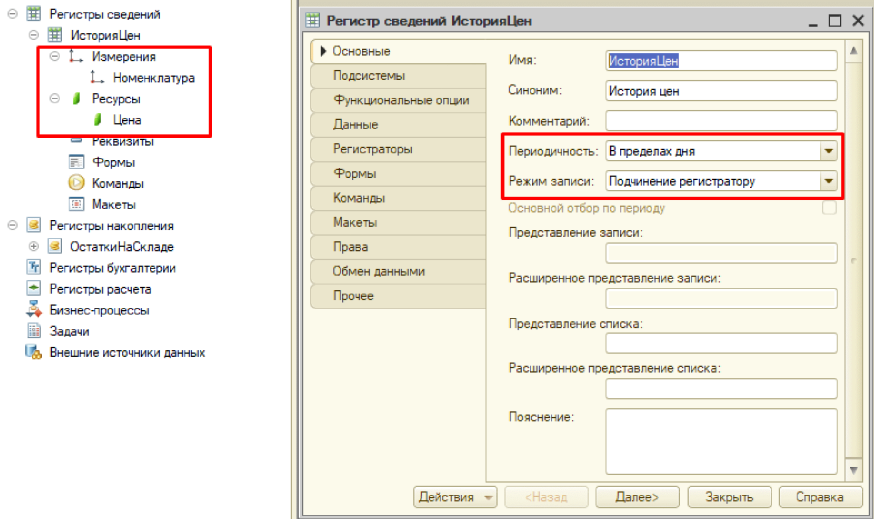 Регистры сведений
ИсторияЦен
Измерения
Номенклатура
Ресурсы
Цена
Реквизиты
Формы
Команды
Макеты
Регистры накопления
ОстаткиНаСкладе
Регистры бухгалтерии
Регистры расчета
Бизнес-процессы
Задачи
Внешние источники данных
Регистр сведений ИсторияЦен
Основные
Подсистемы
Функциональные опции
Данные
Регистраторы
Формы
Команды
Макеты
Права
Обмен данными
Прочее
Имя: ИсторияЦен
Синоним: История цен
Комментарий:
Периодичность: В пределах дня
Режим записи: Подчинение регистратору
Основной отбор по периоду
Представление записи:
Расширенное представление записи:
Представление списка:
Расширенное представление списка:
Пояснение:
Действия <Назад Далее> Закрыть Справка